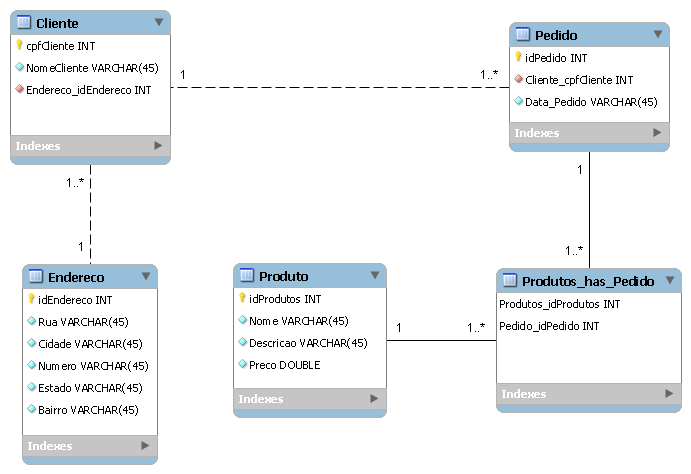 Cliente
cpfCliente INT
NomeCliente VARCHAR(45)
Endereco_idEndereco INT
Indexes
1
1..*
Pedido
idPedido INT
Cliente_cpfCliente INT
Data_Pedido VARCHAR(45)
Indexes
1..*
1
1
1..*
Endereco
idEndereco INT
Rua VARCHAR(45)
Cidade VARCHAR(45)
Numero VARCHAR(45)
Estado VARCHAR(45)
Bairro VARCHAR(45)
Indexes
Produto
idProdutos INT
Nome VARCHAR(45)
Descricao VARCHAR(45)
Preco DOUBLE
Indexes
1
1..*
Produtos_has_Pedido
Produtos_idProdutos INT
Pedido_idPedido INT
Indexes